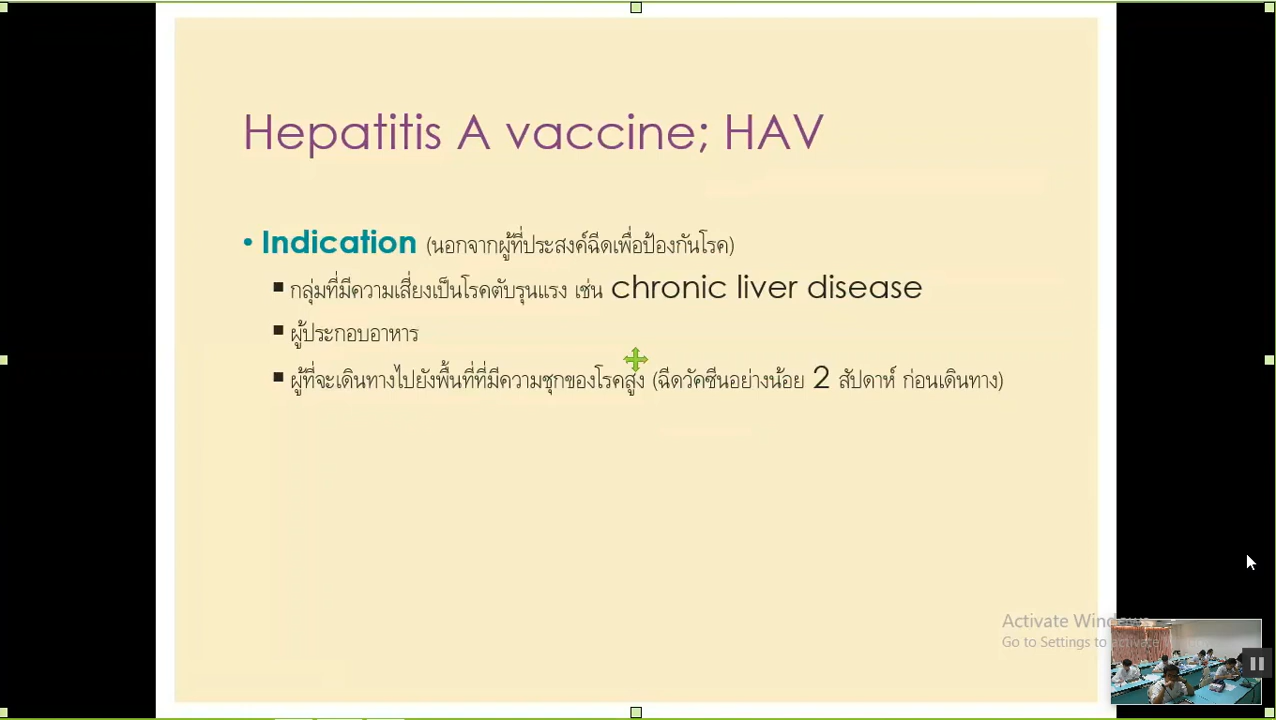 Hepatitis A vaccine; HAV
• Indication (นอกจากผู้ที่ประสงค์ฉีดเพื่อป้องกันโรค)
▪ กลุ่มที่มีความเสี่ยงเป็นโรคตับรุนแรง เช่น chronic liver disease
▪ ผู้ประกอบอาหาร
▪ ผู้ที่จะเดินทางไปยังพื้นที่ที่มีความชุกของโรคสูง (ฉีดวัคซีนอย่างน้อย 2 สัปดาห์ ก่อนเดินทาง)
Activate Windows
Go to Settings to activate